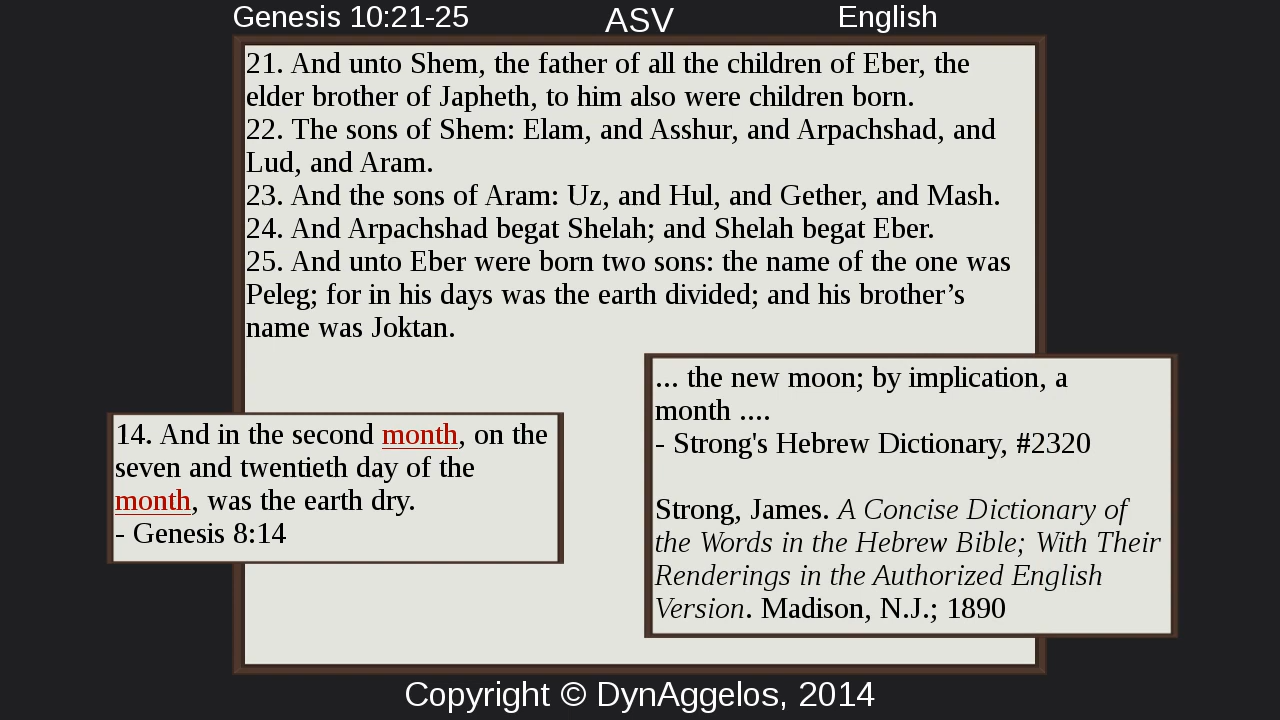 Genesis 10:21-25
ASV
English
21. And unto Shem, the father of all the children of Eber, the
elder brother of Japheth, to him also were children born.
22. The sons of Shem: Elam, and Asshur, and Arpachshad, and
Lud, and Aram.
23. And the sons of Aram: Uz, and Hul, and Gether, and Mash.
24. And Arpachshad begat Shelah; and Shelah begat Eber.
25. And unto Eber were born two sons: the name of the one was
Peleg; for in his days was the earth divided; and his brother’s
name was Joktan.
14. And in the second month, on the
seven and twentieth day of the
month, was the earth dry.
- Genesis 8:14
... the new moon; by implication, a
month ....
- Strong's Hebrew Dictionary, #2320
Strong, James. A Concise Dictionary of
the Words in the Hebrew Bible; With Their
Renderings in the Authorized English
Version. Madison, N.J.; 1890
Copyright © DynAggelos, 2014